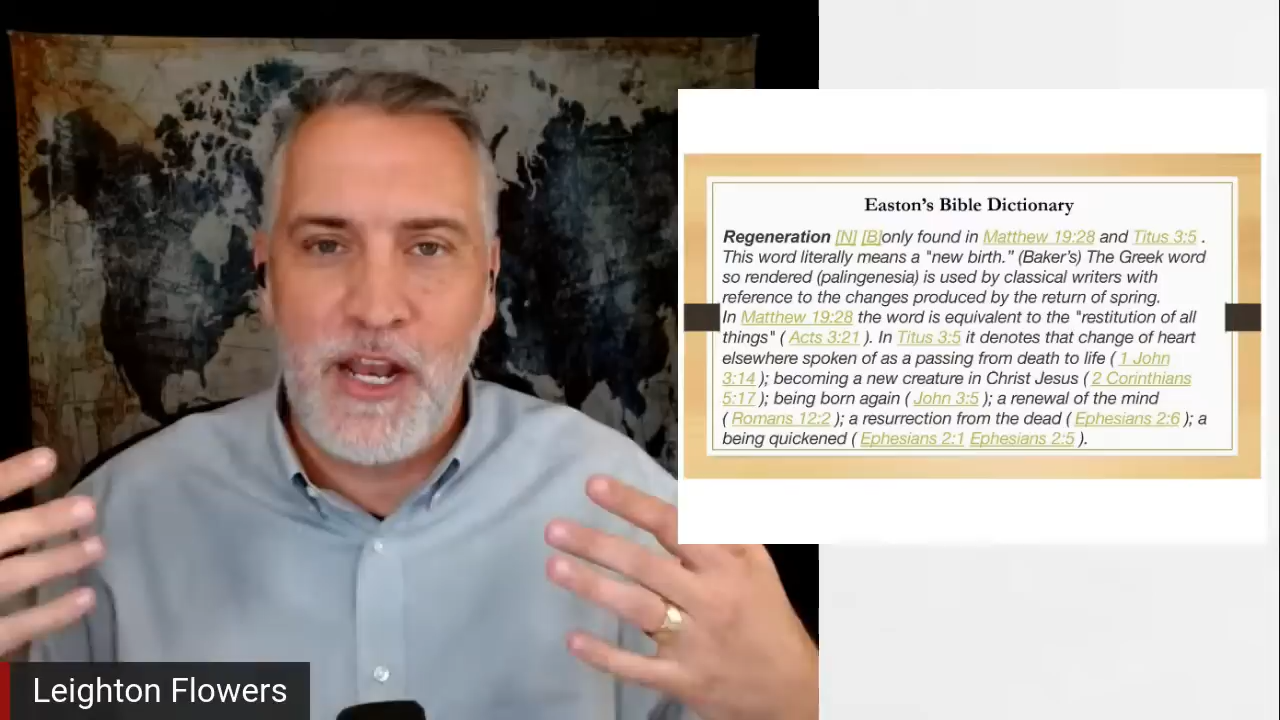 Easton's Bible Dictionary
Regeneration [N] [B]only found in Matthew 19:28 and Titus 3:5 .
This word literally means a "new birth." (Baker's) The Greek word
so rendered (palingenesia) is used by classical writers with
reference to the changes produced by the return of spring.
In Matthew 19:28 the word is equivalent to the "restitution of all
things" ( Acts 3:21 ). In Titus 3:5 it denotes that change of heart
elsewhere spoken of as a passing from death to life ( 1 John
3:14 ); becoming a new creature in Christ Jesus ( 2 Corinthians
5:17 ); being born again ( John 3:5 ); a renewal of the mind
( Romans 12:2 ); a resurrection from the dead ( Ephesians 2:6 ); a
being quickened ( Ephesians 2:1 Ephesians 2:5 ).
Leighton Flowers